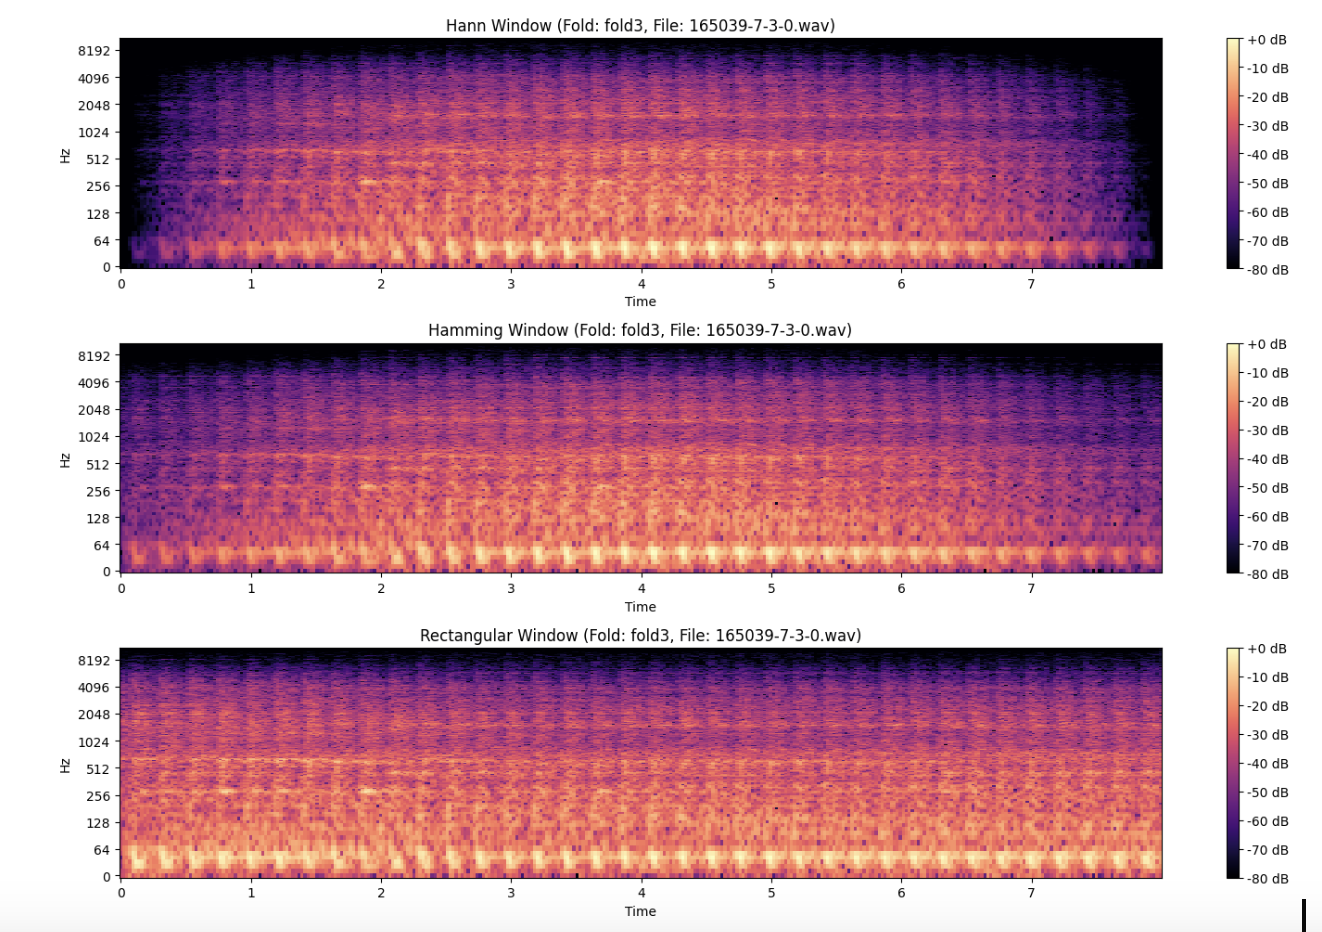 Hann Window (Fold: fold3, File: 165039-7-3-0.wav)
8192
4096
2048
1024
512
256
128
64
0
Hz
0 1 2 3 4 5 6 7
Time
+0 dB
-10 dB
-20 dB
-30 dB
-40 dB
-50 dB
-60 dB
-70 dB
-80 dB
Hamming Window (Fold: fold3, File: 165039-7-3-0.wav)
8192
4096
2048
1024
512
256
128
64
0
Hz
0 1 2 3 4 5 6 7
Time
+0 dB
-10 dB
-20 dB
-30 dB
-40 dB
-50 dB
-60 dB
-70 dB
-80 dB
Rectangular Window (Fold: fold3, File: 165039-7-3-0.wav)
8192
4096
2048
1024
512
256
128
64
0
Hz
0 1 2 3 4 5 6 7
Time
+0 dB
-10 dB
-20 dB
-30 dB
-40 dB
-50 dB
-60 dB
-70 dB
-80 dB